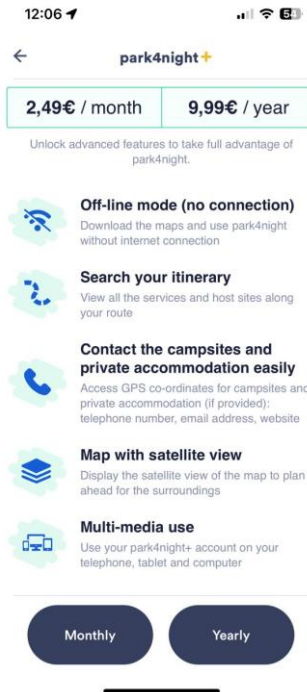 12:06
54
park4night+
2,49€ / month
9,99€ / year
Unlock advanced features to take full advantage of
park4night.
Off-line mode (no connection)
Download the maps and use park4night
without internet connection
Search your itinerary
View all the services and host sites along
your route
Contact the campsites and
private accommodation easily
Access GPS co-ordinates for campsites and
private accommodation (if provided):
telephone number, email address, website
Map with satellite view
Display the satellite view of the map to plan
ahead for the surroundings
Multi-media use
Use your park4night+ account on your
telephone, tablet and computer
Monthly
Yearly